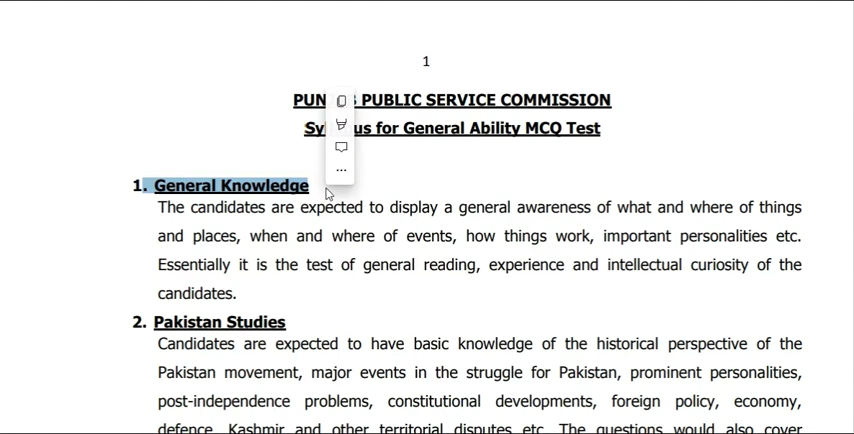 1
PUN B PUBLIC SERVICE COMMISSION
Sy us for General Ability MCQ Test
1. General Knowledge
The candidates are expected to display a general awareness of what and where of things
and places, when and where of events, how things work, important personalities etc.
Essentially it is the test of general reading, experience and intellectual curiosity of the
candidates.
2. Pakistan Studies
Candidates are expected to have basic knowledge of the historical perspective of the
Pakistan movement, major events in the struggle for Pakistan, prominent personalities,
post-independence problems, constitutional developments, foreign policy, economy,
defence, Kashmir and other territorial disputes etc. The questions would also cover